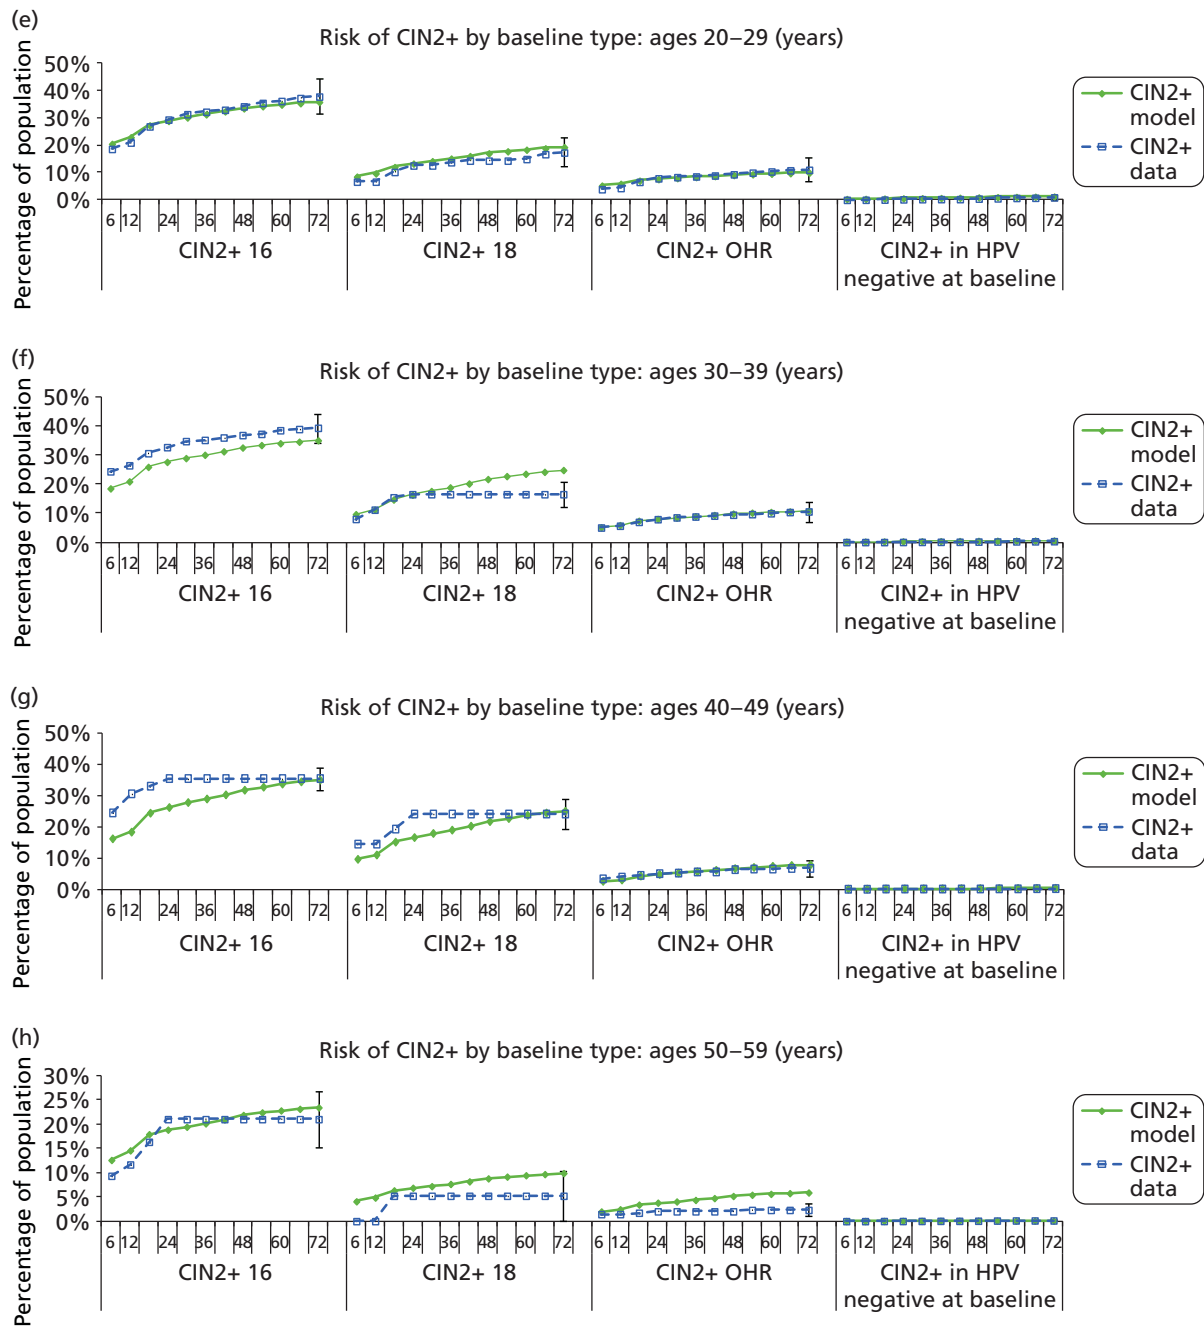 (e)
Risk of CIN2+ by baseline type: ages 20–29 (years)
Percentage of population
50%
40%
30%
20%
10%
0%
6 12 24 36 48 60 72 6 12 24 36 48 60 72 6 12 24 36 48 60 72 6 12 24 36 48 60 72
CIN2+ 16 CIN2+ 18 CIN2+ OHR CIN2+ in HPV
negative at baseline
CIN2+
model
CIN2+
data
(f)
Risk of CIN2+ by baseline type: ages 30–39 (years)
Percentage of population
50%
40%
30%
20%
10%
0%
6 12 24 36 48 60 72 6 12 24 36 48 60 72 6 12 24 36 48 60 72 6 12 24 36 48 60 72
CIN2+ 16 CIN2+ 18 CIN2+ OHR CIN2+ in HPV
negative at baseline
CIN2+
model
CIN2+
data
(g)
Risk of CIN2+ by baseline type: ages 40–49 (years)
Percentage of population
50%
40%
30%
20%
10%
0%
6 12 24 36 48 60 72 6 12 24 36 48 60 72 6 12 24 36 48 60 72 6 12 24 36 48 60 72
CIN2+ 16 CIN2+ 18 CIN2+ OHR CIN2+ in HPV
negative at baseline
CIN2+
model
CIN2+
data
(h)
Risk of CIN2+ by baseline type: ages 50–59 (years)
Percentage of population
30%
25%
20%
15%
10%
5%
0%
6 12 24 36 48 60 72 6 12 24 36 48 60 72 6 12 24 36 48 60 72 6 12 24 36 48 60 72
CIN2+ 16 CIN2+ 18 CIN2+ OHR CIN2+ in HPV
negative at baseline
CIN2+
model
CIN2+
data